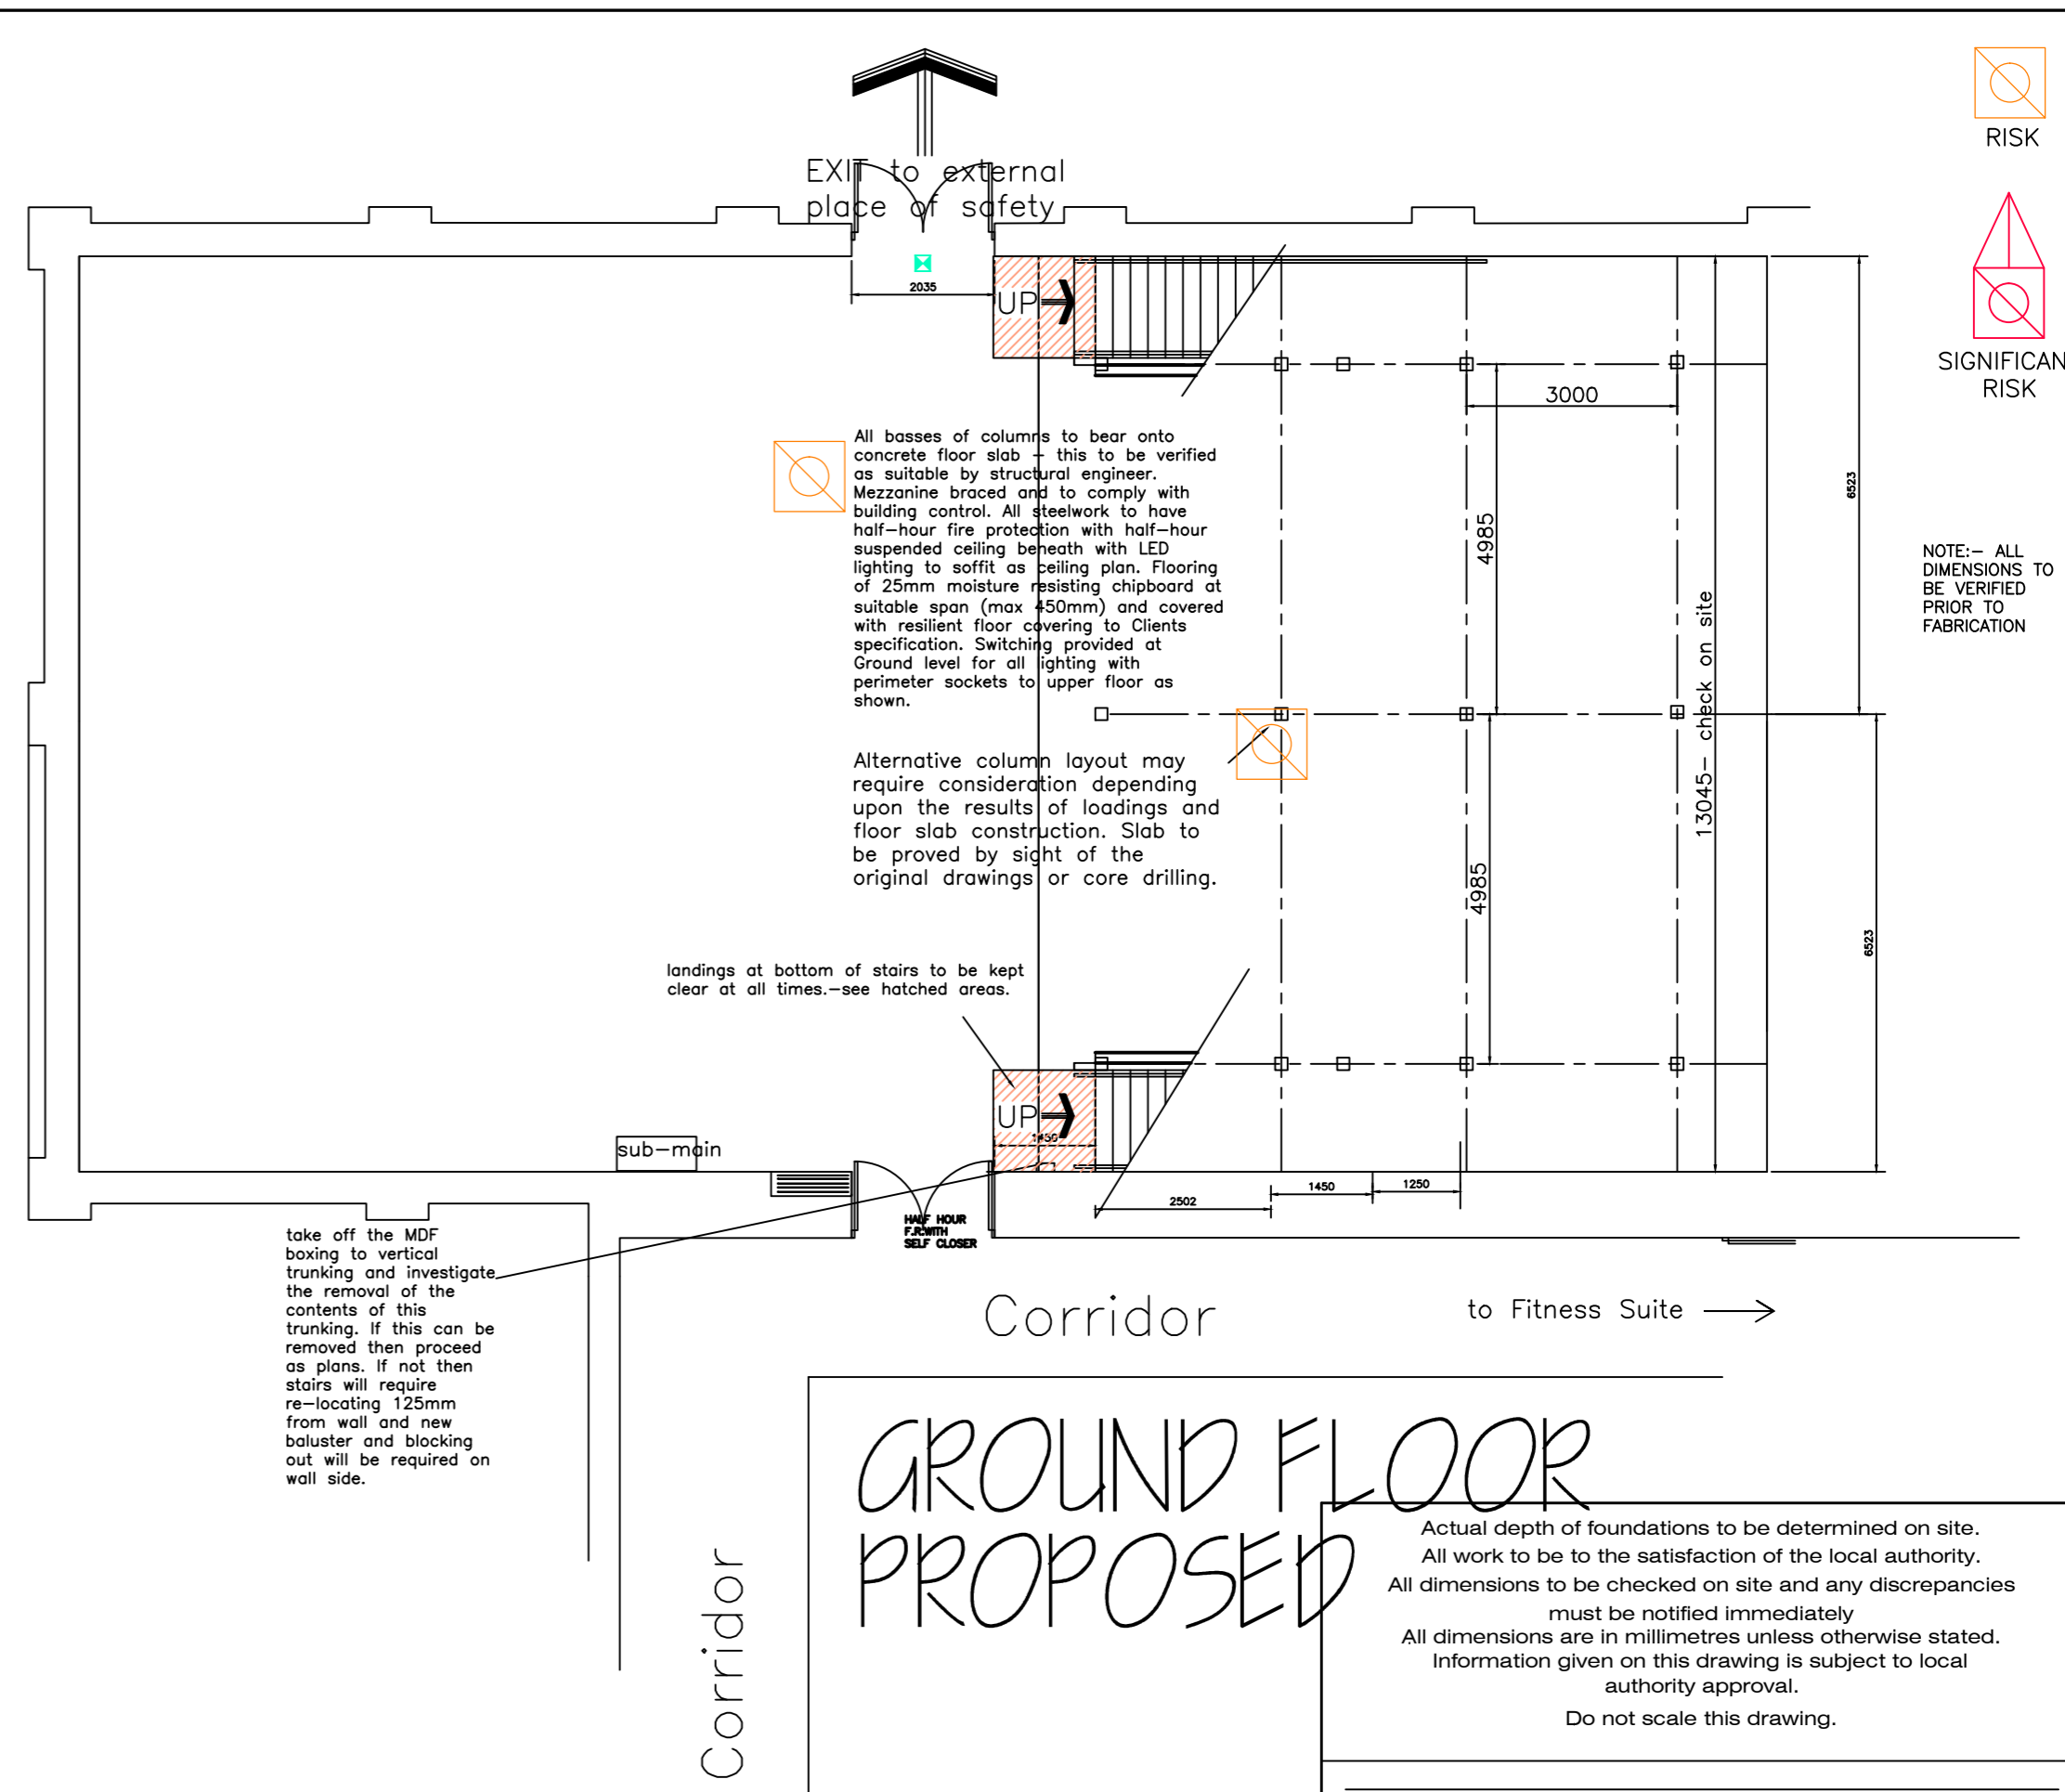 RISK
SIGNIFICAN
RISK
EXIT to external
place of safety
2035
UP
3000
All basses of columns to bear onto
concrete floor slab – this to be verified
as suitable by structural engineer.
Mezzanine braced and to comply with
building control. All steelwork to have
half-hour fire protection with half-hour
suspended ceiling beneath with LED
lighting to soffit as ceiling plan. Flooring
of 25mm moisture resisting chipboard at
suitable span (max 450mm) and covered
with resilient floor covering to Clients
specification. Switching provided at
Ground level for all lighting with
perimeter sockets to upper floor as
shown.
4985
6523
NOTE:- ALL
DIMENSIONS TO
BE VERIFIED
PRIOR TO
FABRICATION
13045- check on site
Alternative column layout may
require consideration depending
upon the results of loadings and
floor slab construction. Slab to
be proved by sight of the
original drawings or core drilling.
4985
6523
landings at bottom of stairs to be kept
clear at all times.-see hatched areas.
UP
1450
sub-main
2502
1450
1250
HALF HOUR
F.R.WITH
SELF CLOSER
take off the MDF
boxing to vertical
trunking and investigate
the removal of the
contents of this
trunking. If this can be
removed then proceed
as plans. If not then
stairs will require
re-locating 125mm
from wall and new
baluster and blocking
out will be required on
wall side.
Corridor
to Fitness Suite
GROUND FLOOR
PROPOSED
Corridor
Actual depth of foundations to be determined on site.
All work to be to the satisfaction of the local authority.
All dimensions to be checked on site and any discrepancies
must be notified immediately
All dimensions are in millimetres unless otherwise stated.
Information given on this drawing is subject to local
authority approval.
Do not scale this drawing.